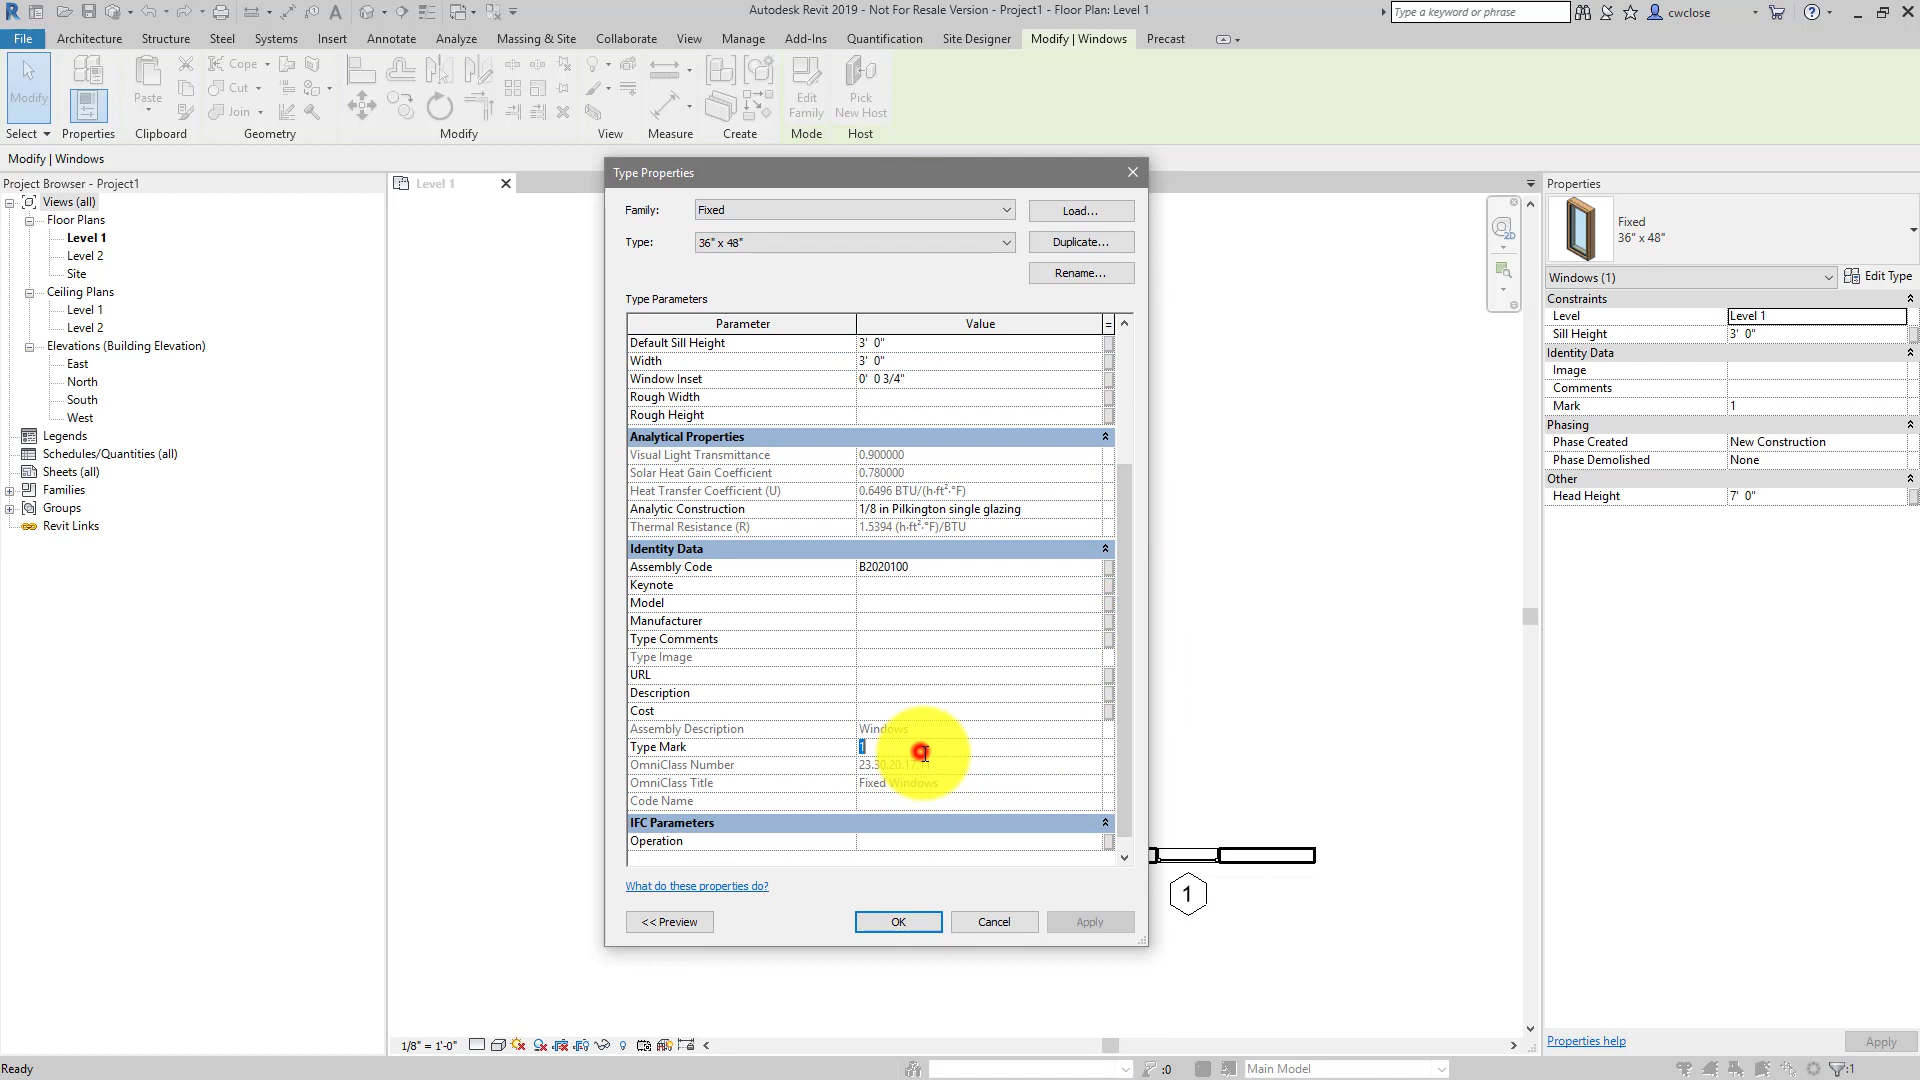 Autodesk Revit 2019 - Not For Resale Version - Project1 - Floor Plan: Level 1
Type a keyword or phrase
cwclose
File Architecture Structure Steel Systems Insert Annotate Analyze Massing & Site Collaborate View Manage Add-Ins Quantification Site Designer Modify | Windows Precast
Modify
Paste
Cope
Cut
Join
Edit Family
Pick New Host
Select Properties Clipboard Geometry Modify View Measure Create Mode Host
Modify | Windows
Project Browser - Project1
Views (all)
Floor Plans
Level 1
Level 2
Site
Ceiling Plans
Level 1
Level 2
Elevations (Building Elevation)
East
North
South
West
Legends
Schedules/Quantities (all)
Sheets (all)
Families
Groups
Revit Links
Level 1
Type Properties
Family: Fixed Load...
Type: 36" x 48" Duplicate...
Rename...
Type Parameters
Parameter Value =
Default Sill Height 3' 0"
Width 3' 0"
Window Inset 0' 0 3/4"
Rough Width
Rough Height
Analytical Properties
Visual Light Transmittance 0.900000
Solar Heat Gain Coefficient 0.780000
Heat Transfer Coefficient (U) 0.6496 BTU/(h·ft²·°F)
Analytic Construction 1/8 in Pilkington single glazing
Thermal Resistance (R) 1.5394 (h·ft²·°F)/BTU
Identity Data
Assembly Code B2020100
Keynote
Model
Manufacturer
Type Comments
Type Image
URL
Description
Cost
Assembly Description Windows
Type Mark 1
OmniClass Number 23.30.20.17.11
OmniClass Title Fixed Windows
Code Name
IFC Parameters
Operation
What do these properties do?
<< Preview OK Cancel Apply
1
2D
Properties
Fixed
36" x 48"
Windows (1) Edit Type
Constraints
Level Level 1
Sill Height 3' 0"
Identity Data
Image
Comments
Mark 1
Phasing
Phase Created New Construction
Phase Demolished None
Other
Head Height 7' 0"
Properties help Apply
1/8" = 1'-0"
Ready :0 Main Model :1